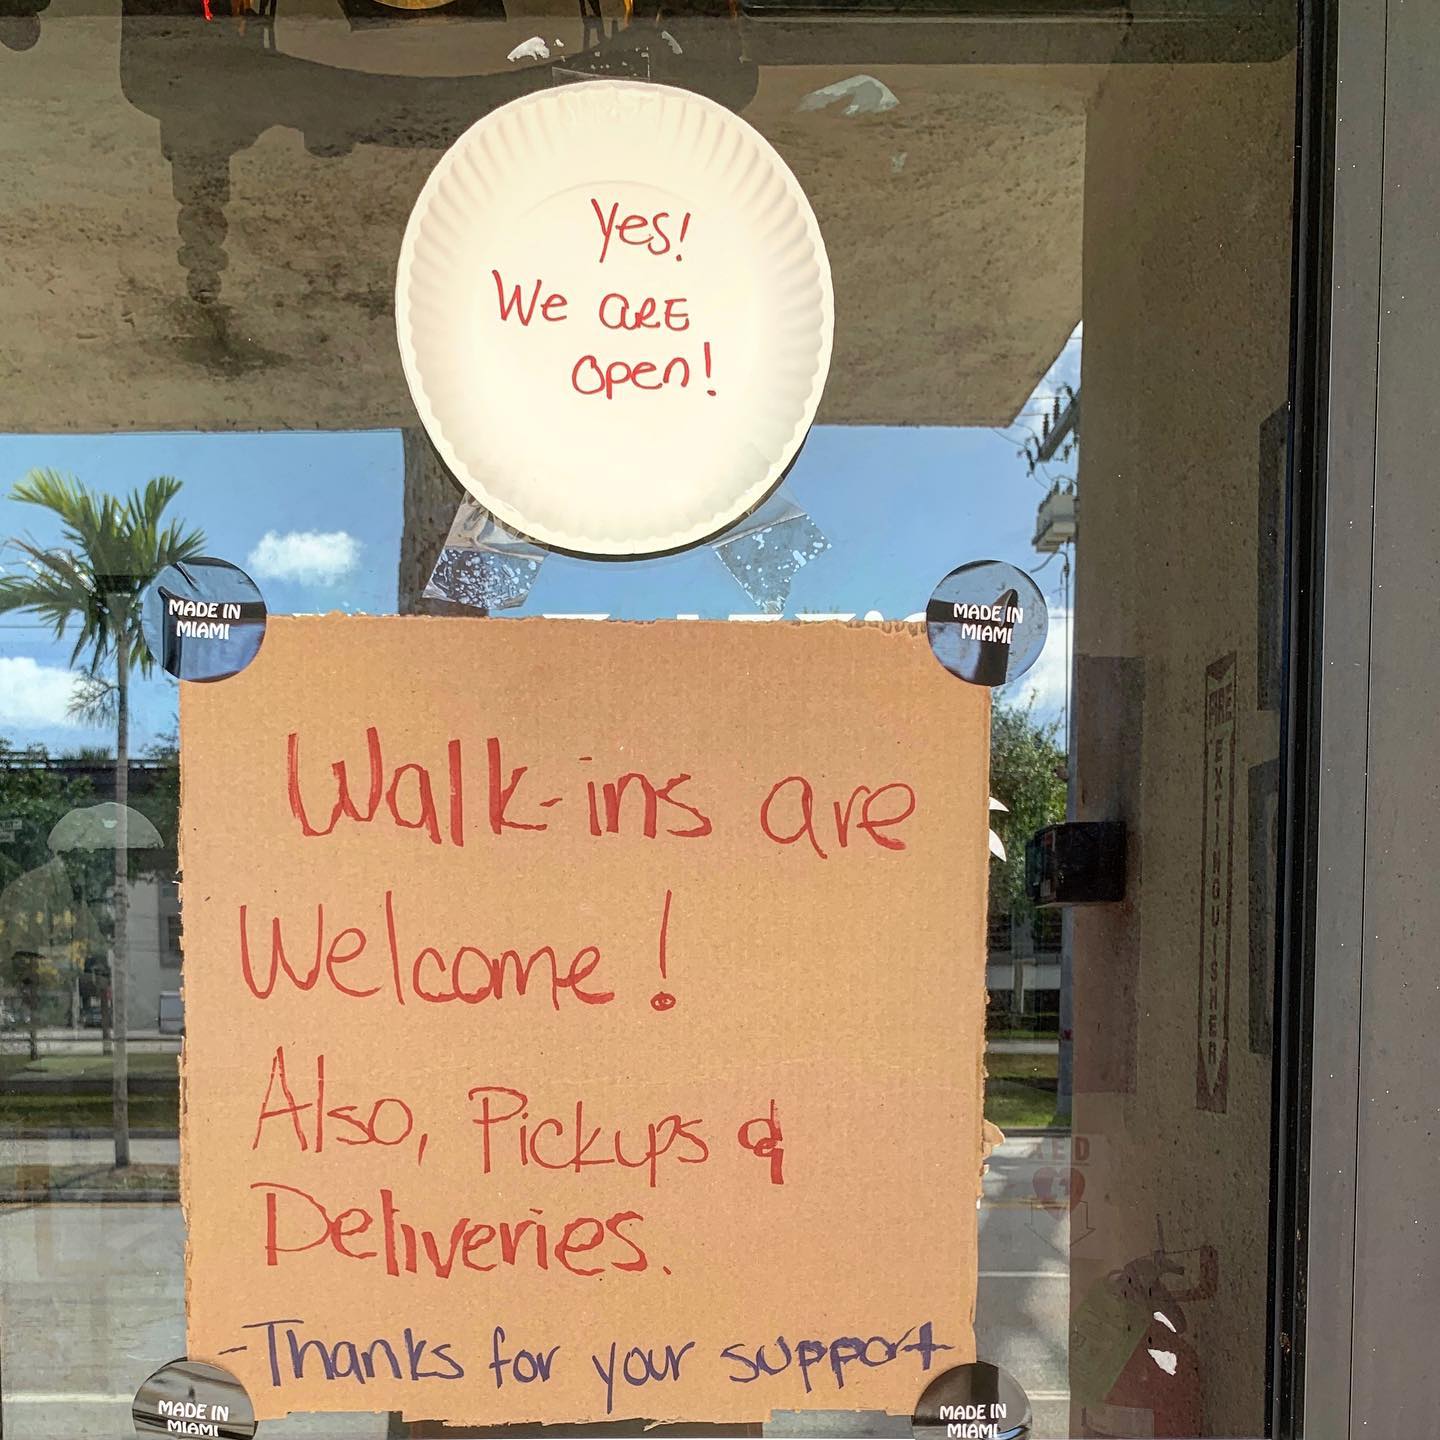 Yes!
We ARE
Open!
MADE IN
MIAMI
MADE IN
MIAMI
Walk-ins are
Welcome!
Also, Pickups &
Deliveries.
-Thanks for your support
MADE IN
MIAMI
MADE IN
MIAMI
FIRE EXTINGUISHER
AED